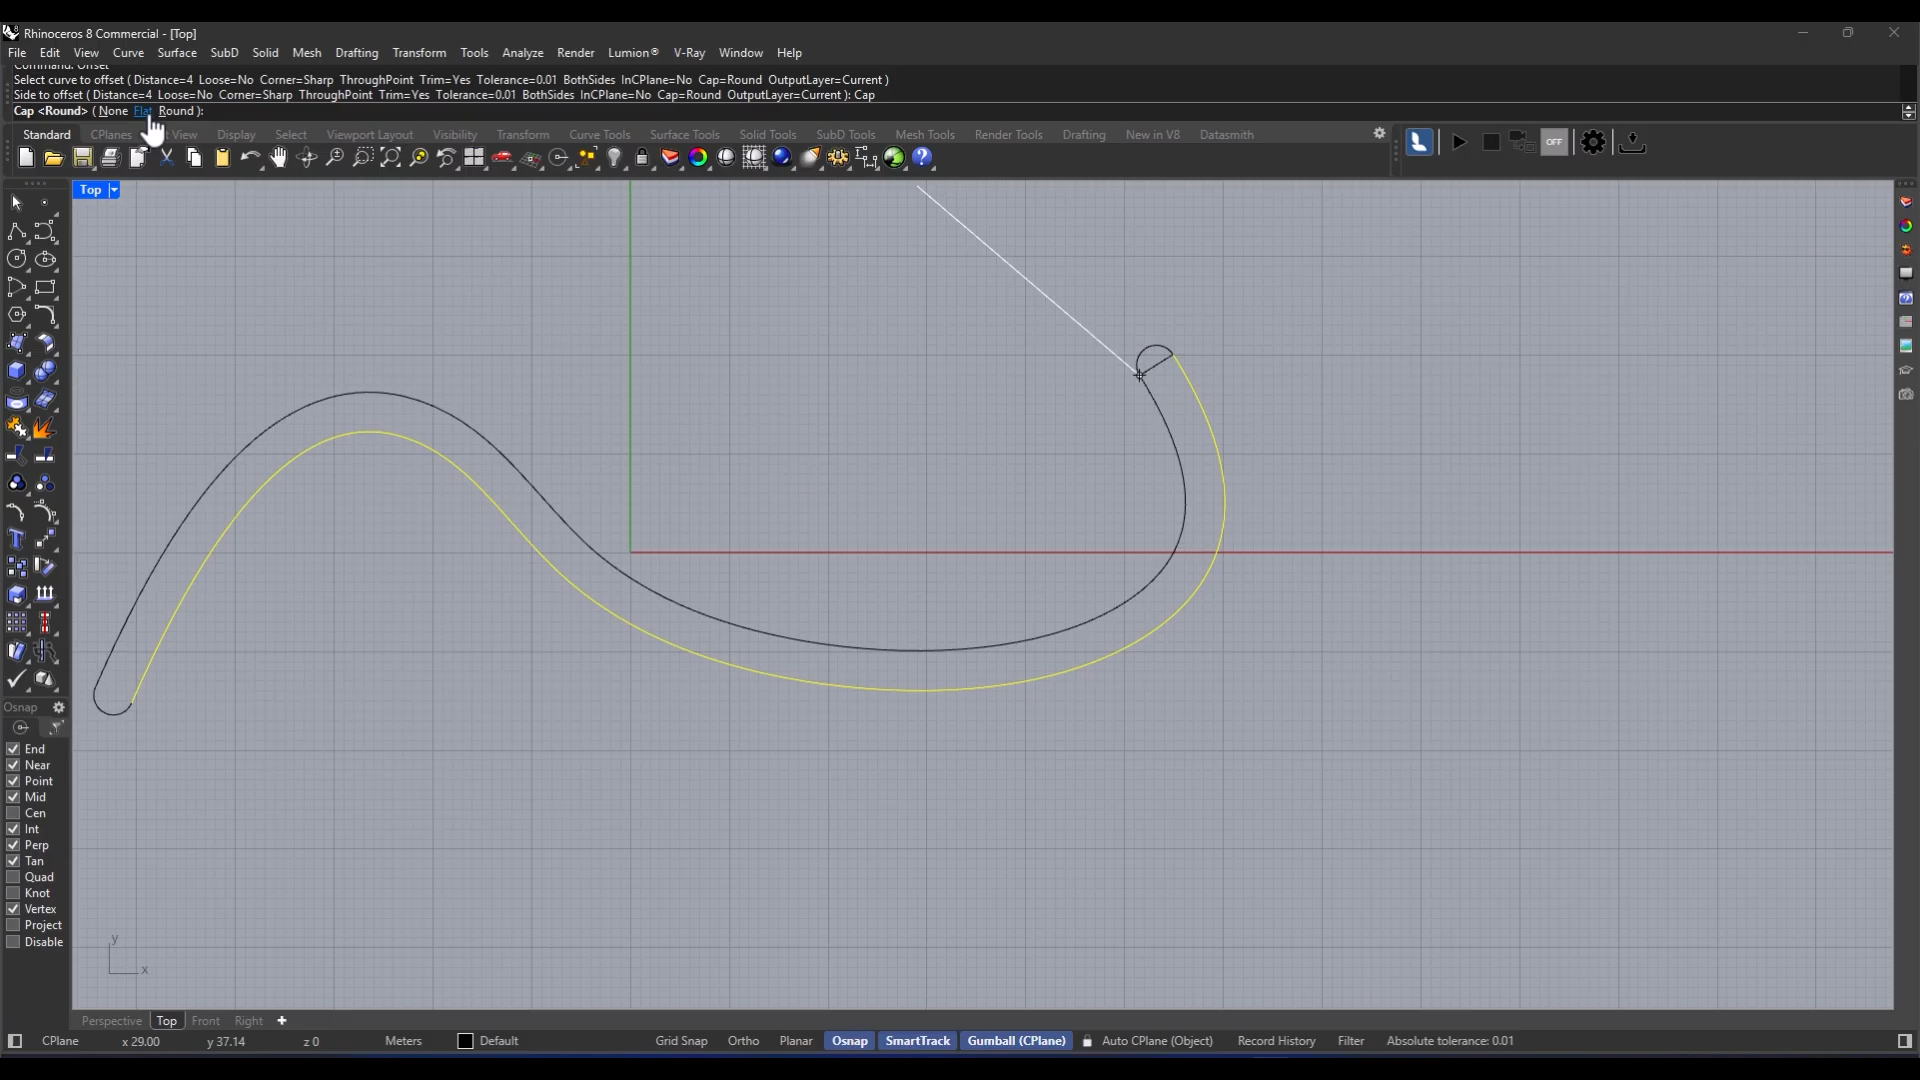 Rhinoceros 8 Commercial - [Top]
File Edit View Curve Surface SubD Solid Mesh Drafting Transform Tools Analyze Render Lumion® V-Ray Window Help
Command: Offset
Select curve to offset ( Distance=4 Loose=No Corner=Sharp ThroughPoint Trim=Yes Tolerance=0.01 BothSides InCPlane=No Cap=Round OutputLayer=Current )
Side to offset ( Distance=4 Loose=No Corner=Sharp ThroughPoint Trim=Yes Tolerance=0.01 BothSides InCPlane=No Cap=Round OutputLayer=Current ): Cap
Cap <Round> ( None Flat Round ):
Standard CPlanes View Display Select Viewport Layout Visibility Transform Curve Tools Surface Tools Solid Tools SubD Tools Mesh Tools Render Tools Drafting New in V8 Datasmith
OFF
Top
Osnap
End
Near
Point
Mid
Cen
Int
Perp
Tan
Quad
Knot
Vertex
Project
Disable
y
x
Perspective Top Front Right
CPlane x 29.00 y 37.14 z 0 Meters Default Grid Snap Ortho Planar Osnap SmartTrack Gumball (CPlane) Auto CPlane (Object) Record History Filter Absolute tolerance: 0.01